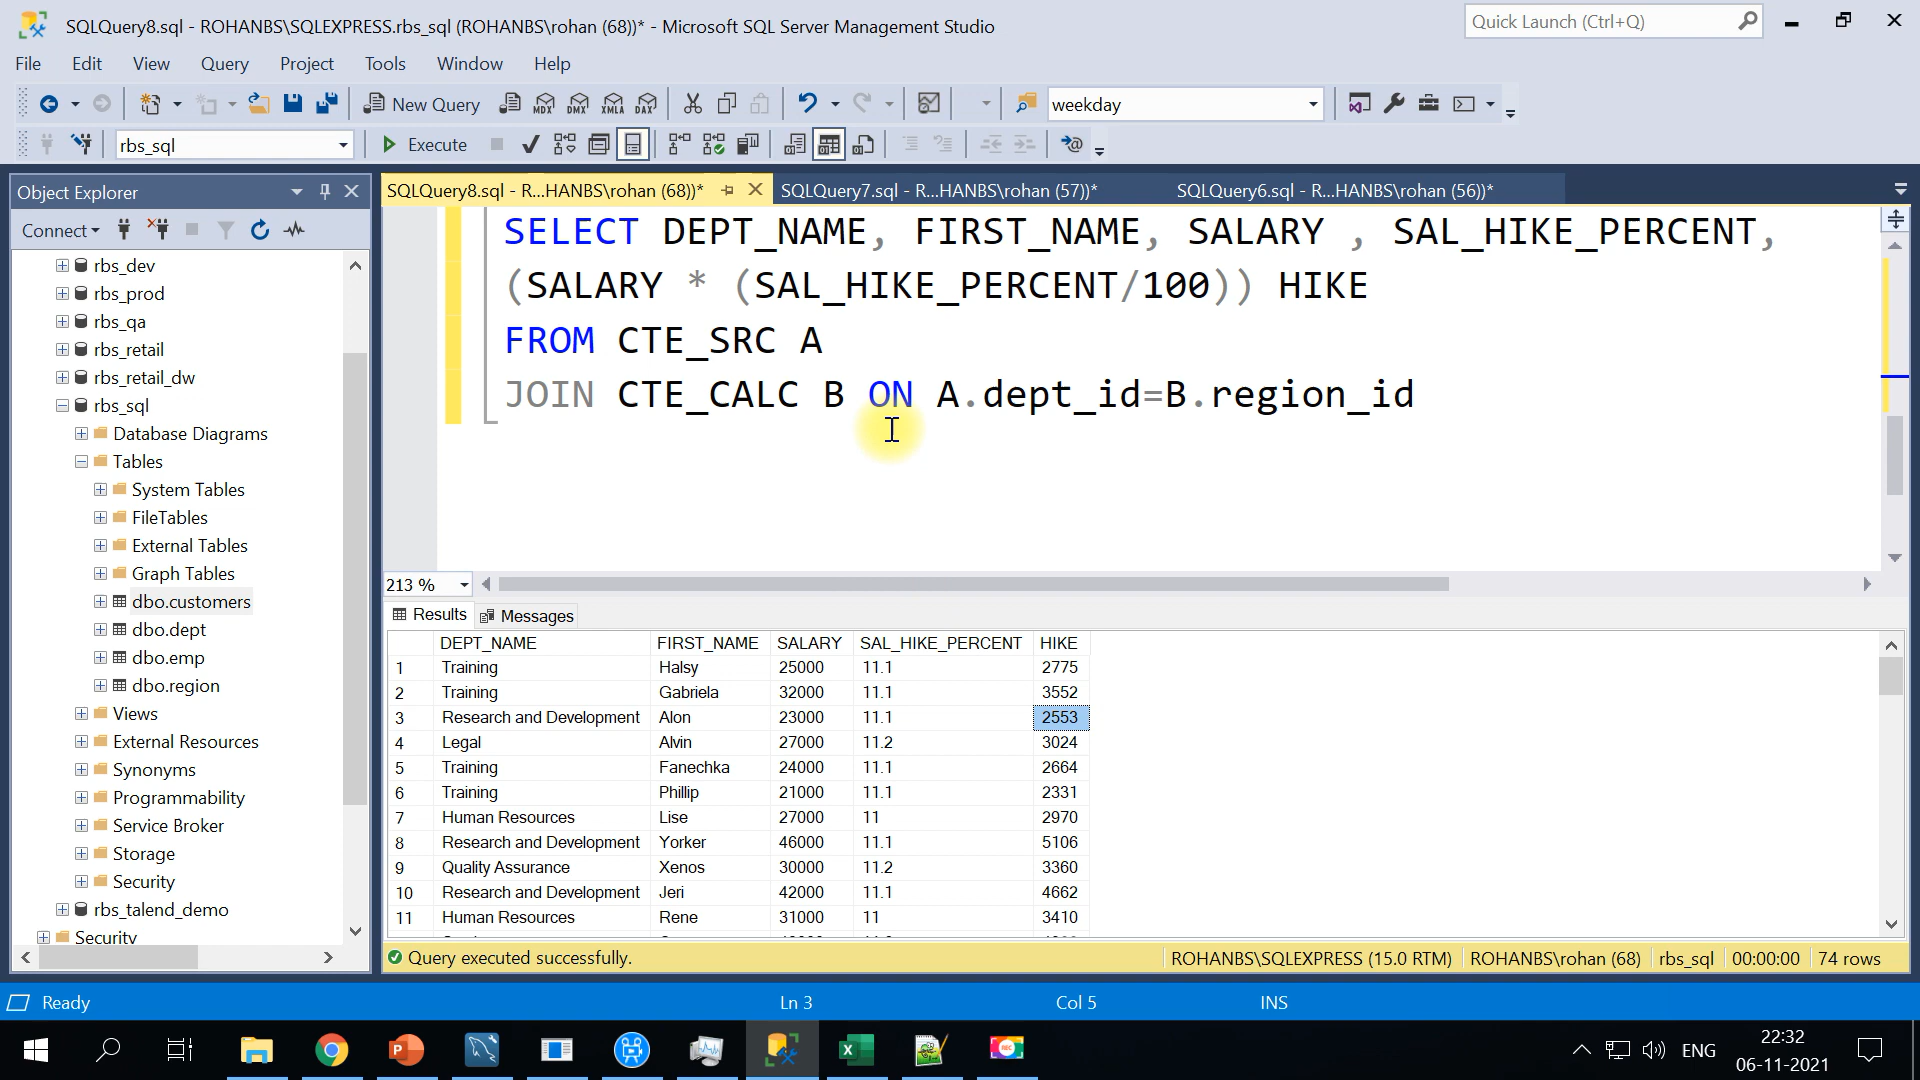 SQLQuery8.sql - ROHANBS\SQLEXPRESS.rbs_sql (ROHANBS\rohan (68))* - Microsoft SQL Server Management Studio
Quick Launch (Ctrl+Q)
File Edit View Query Project Tools Window Help
New Query
MDX DMX XMLA DAX
weekday
rbs_sql
Execute
Object Explorer
Connect
rbs_dev
rbs_prod
rbs_qa
rbs_retail
rbs_retail_dw
rbs_sql
Database Diagrams
Tables
System Tables
FileTables
External Tables
Graph Tables
dbo.customers
dbo.dept
dbo.emp
dbo.region
Views
External Resources
Synonyms
Programmability
Service Broker
Storage
Security
rbs_talend_demo
Security
SQLQuery8.sql - R...HANBS\rohan (68))*
SQLQuery7.sql - R...HANBS\rohan (57))*
SQLQuery6.sql - R...HANBS\rohan (56))*
SELECT DEPT_NAME, FIRST_NAME, SALARY , SAL_HIKE_PERCENT,
(SALARY * (SAL_HIKE_PERCENT/100)) HIKE
FROM CTE_SRC A
JOIN CTE_CALC B ON A.dept_id=B.region_id
213 %
Results Messages
DEPT_NAME FIRST_NAME SALARY SAL_HIKE_PERCENT HIKE
1 Training Halsy 25000 11.1 2775
2 Training Gabriela 32000 11.1 3552
3 Research and Development Alon 23000 11.1 2553
4 Legal Alvin 27000 11.2 3024
5 Training Fanechka 24000 11.1 2664
6 Training Phillip 21000 11.1 2331
7 Human Resources Lise 27000 11 2970
8 Research and Development Yorker 46000 11.1 5106
9 Quality Assurance Xenos 30000 11.2 3360
10 Research and Development Jeri 42000 11.1 4662
11 Human Resources Rene 31000 11 3410
Query executed successfully.
ROHANBS\SQLEXPRESS (15.0 RTM) ROHANBS\rohan (68) rbs_sql 00:00:00 74 rows
Ready Ln 3 Col 5 INS
ENG
22:32
06-11-2021